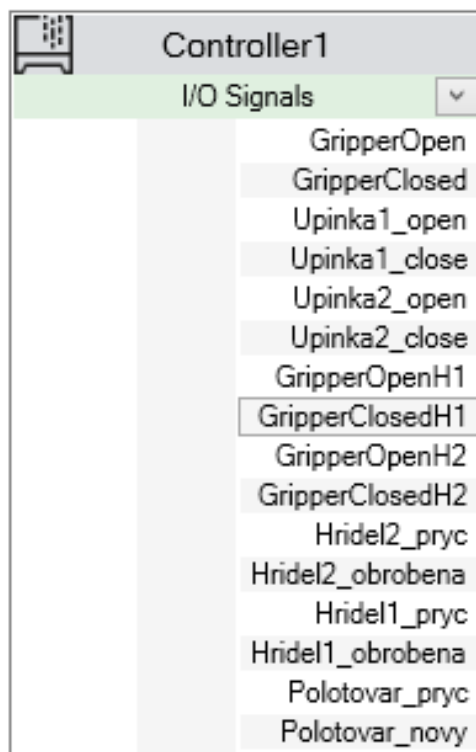 Controller1
I/O Signals
GripperOpen
GripperClosed
Upinka1_open
Upinka1_close
Upinka2_open
Upinka2_close
GripperOpenH1
GripperClosedH1
GripperOpenH2
GripperClosedH2
Hridel2_pryc
Hridel2_obrobena
Hridel1_pryc
Hridel1_obrobena
Polotovar_pryc
Polotovar_novy